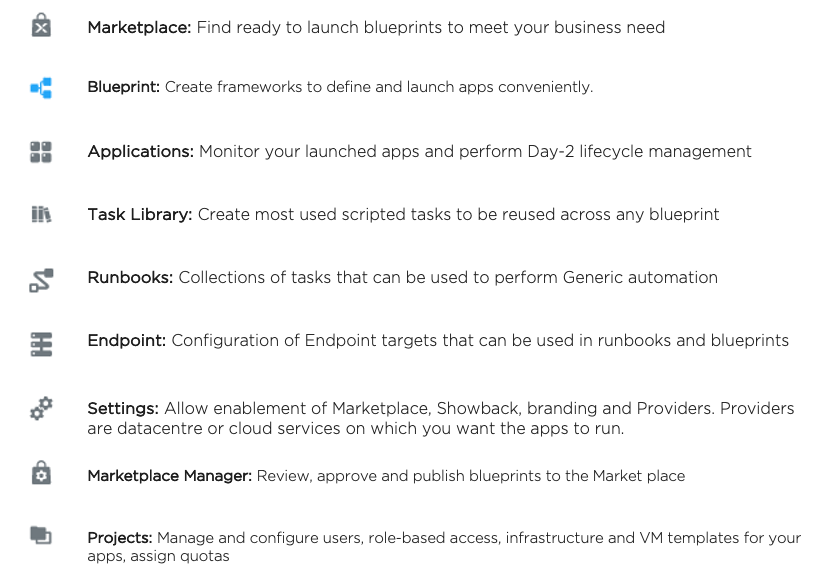 Marketplace: Find ready to launch blueprints to meet your business need
Blueprint: Create frameworks to define and launch apps conveniently.
Applications: Monitor your launched apps and perform Day-2 lifecycle management
Task Library: Create most used scripted tasks to be reused across any blueprint
Runbooks: Collections of tasks that can be used to perform Generic automation
Endpoint: Configuration of Endpoint targets that can be used in runbooks and blueprints
Settings: Allow enablement of Marketplace, Showback, branding and Providers. Providers
are datacentre or cloud services on which you want the apps to run.
Marketplace Manager: Review, approve and publish blueprints to the Market place
Projects: Manage and configure users, role-based access, infrastructure and VM templates for your
apps, assign quotas